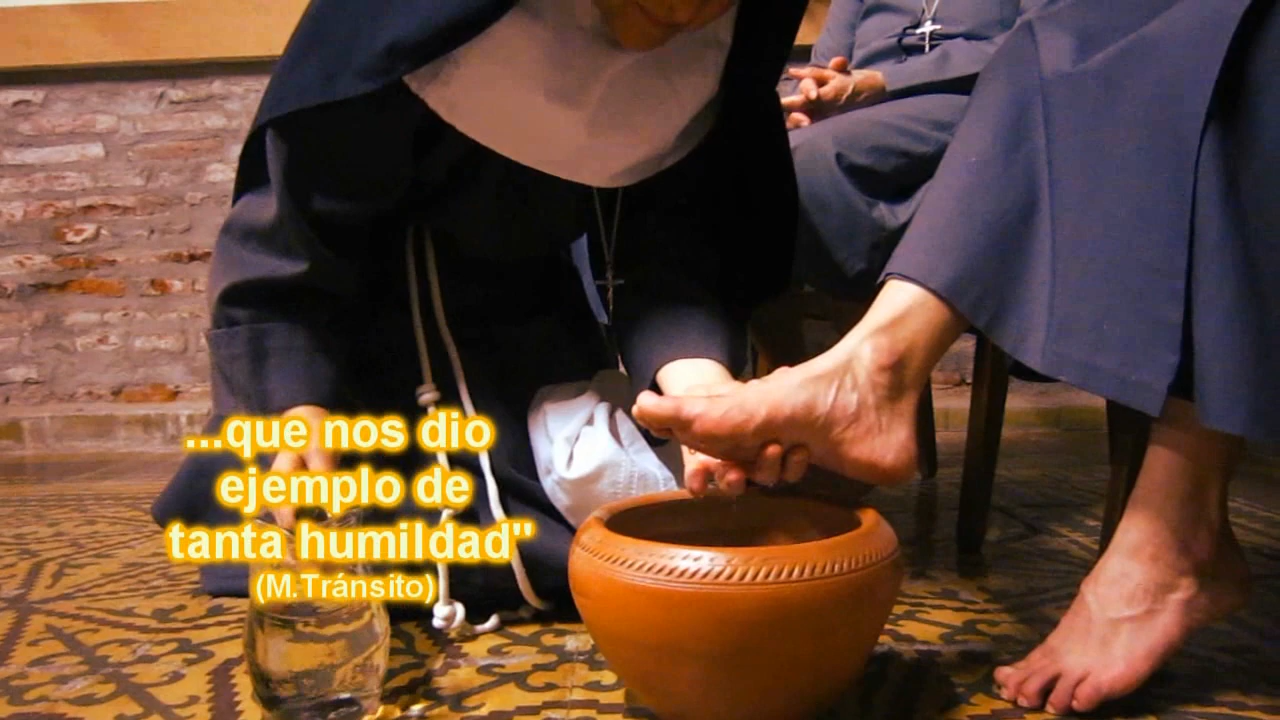 ...que nos dio
ejemplo de
tanta humildad"
(M.Tránsito)